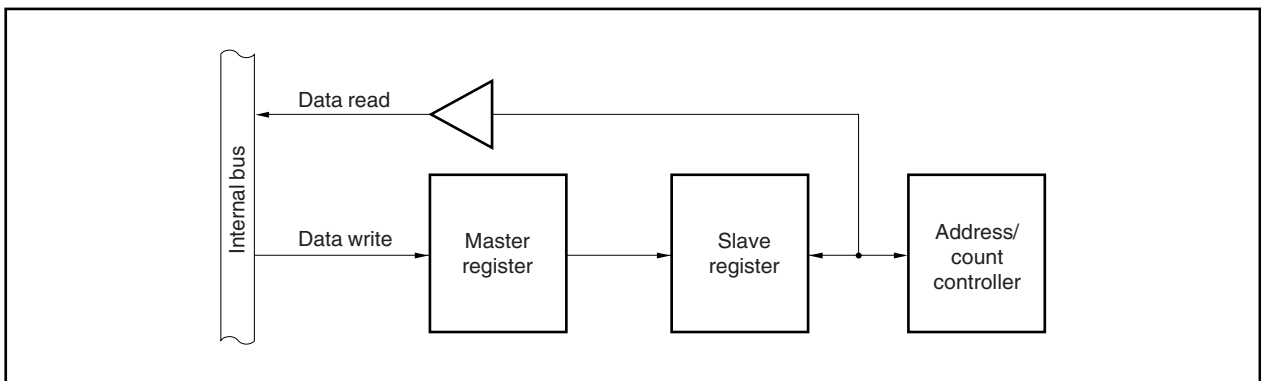 Internal bus
Data read
Data write
Master
register
Slave
register
Address/
count
controller